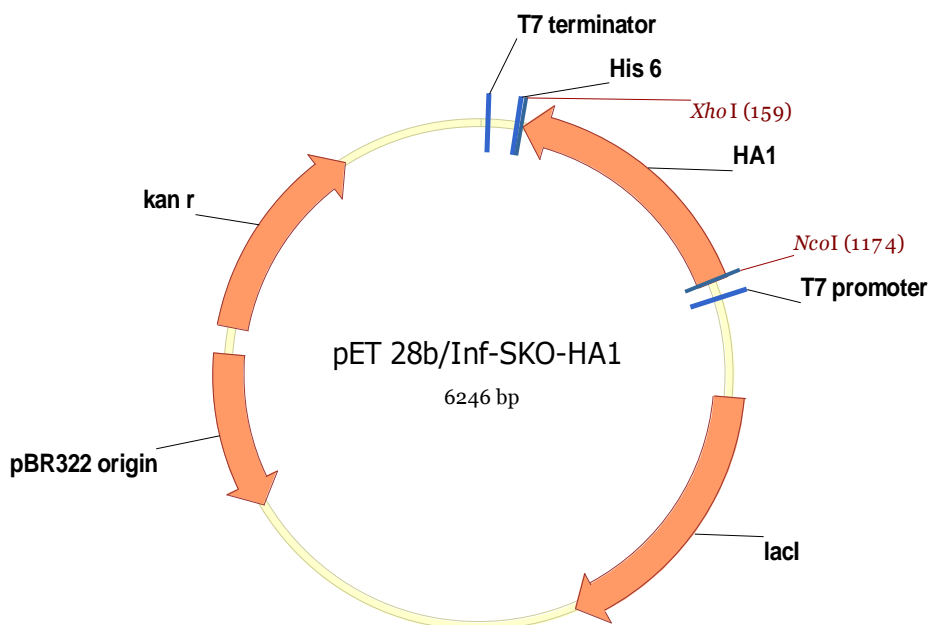 T7 terminator
His 6
XhoI (159)
HA1
kan r
NcoI (1174)
T7 promoter
pET 28b/Inf-SKO-HA1
6246 bp
pBR322 origin
lacI